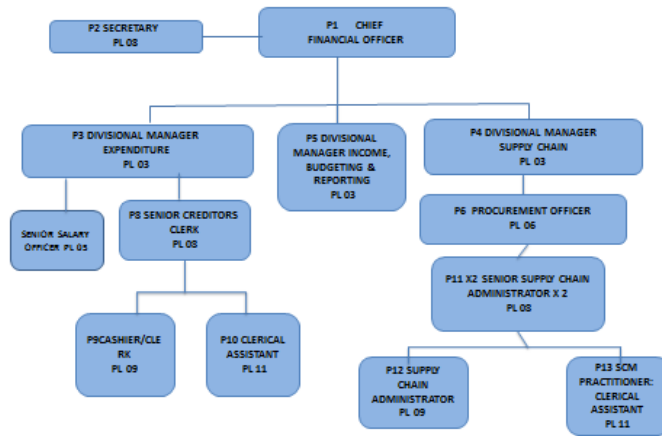 P2 SECRETARY
PL 08
P1 CHIEF
FINANCIAL OFFICER
P3 DIVISIONAL MANAGER
EXPENDITURE
PL 03
P5 DIVISIONAL
MANAGER INCOME,
BUDGETING &
REPORTING
PL 03
P4 DIVISIONAL MANAGER
SUPPLY CHAIN
PL 03
SENIOR SALARY
OFFICER PL 05
P8 SENIOR CREDITORS
CLERK
PL 08
P6 PROCUREMENT OFFICER
PL 06
P11 X2 SENIOR SUPPLY CHAIN
ADMINISTRATOR X 2
PL 08
P9CASHIER/CLE
RK
PL 09
P10 CLERICAL
ASSISTANT
PL 11
P12 SUPPLY
CHAIN
ADMINISTRATOR
PL 09
P13 SCM
PRACTITIONER:
CLERICAL
ASSISTANT
PL 11